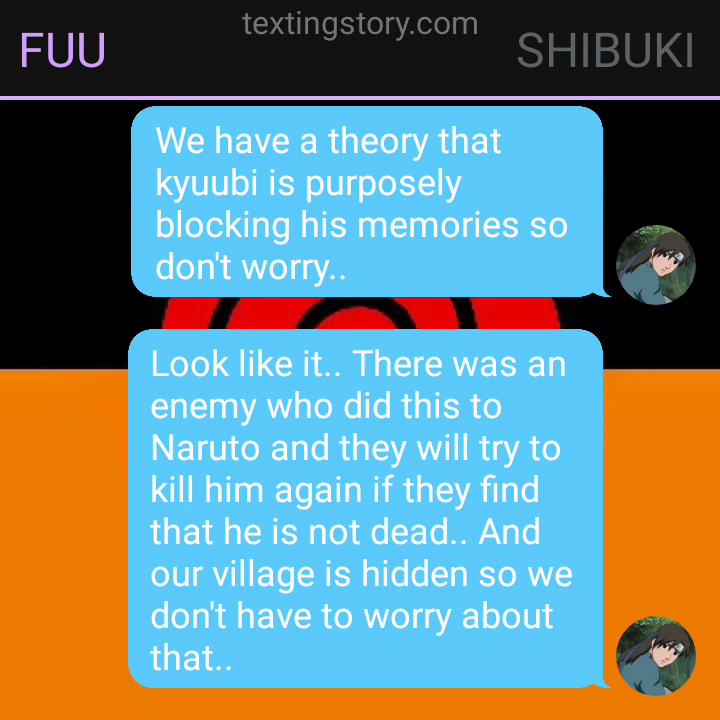 textingstory.com
FUU
SHIBUKI
We have a theory that
kyuubi is purposely
blocking his memories so
don't worry..
Look like it.. There was an
enemy who did this to
Naruto and they will try to
kill him again if they find
that he is not dead.. And
our village is hidden so we
don't have to worry about
that..